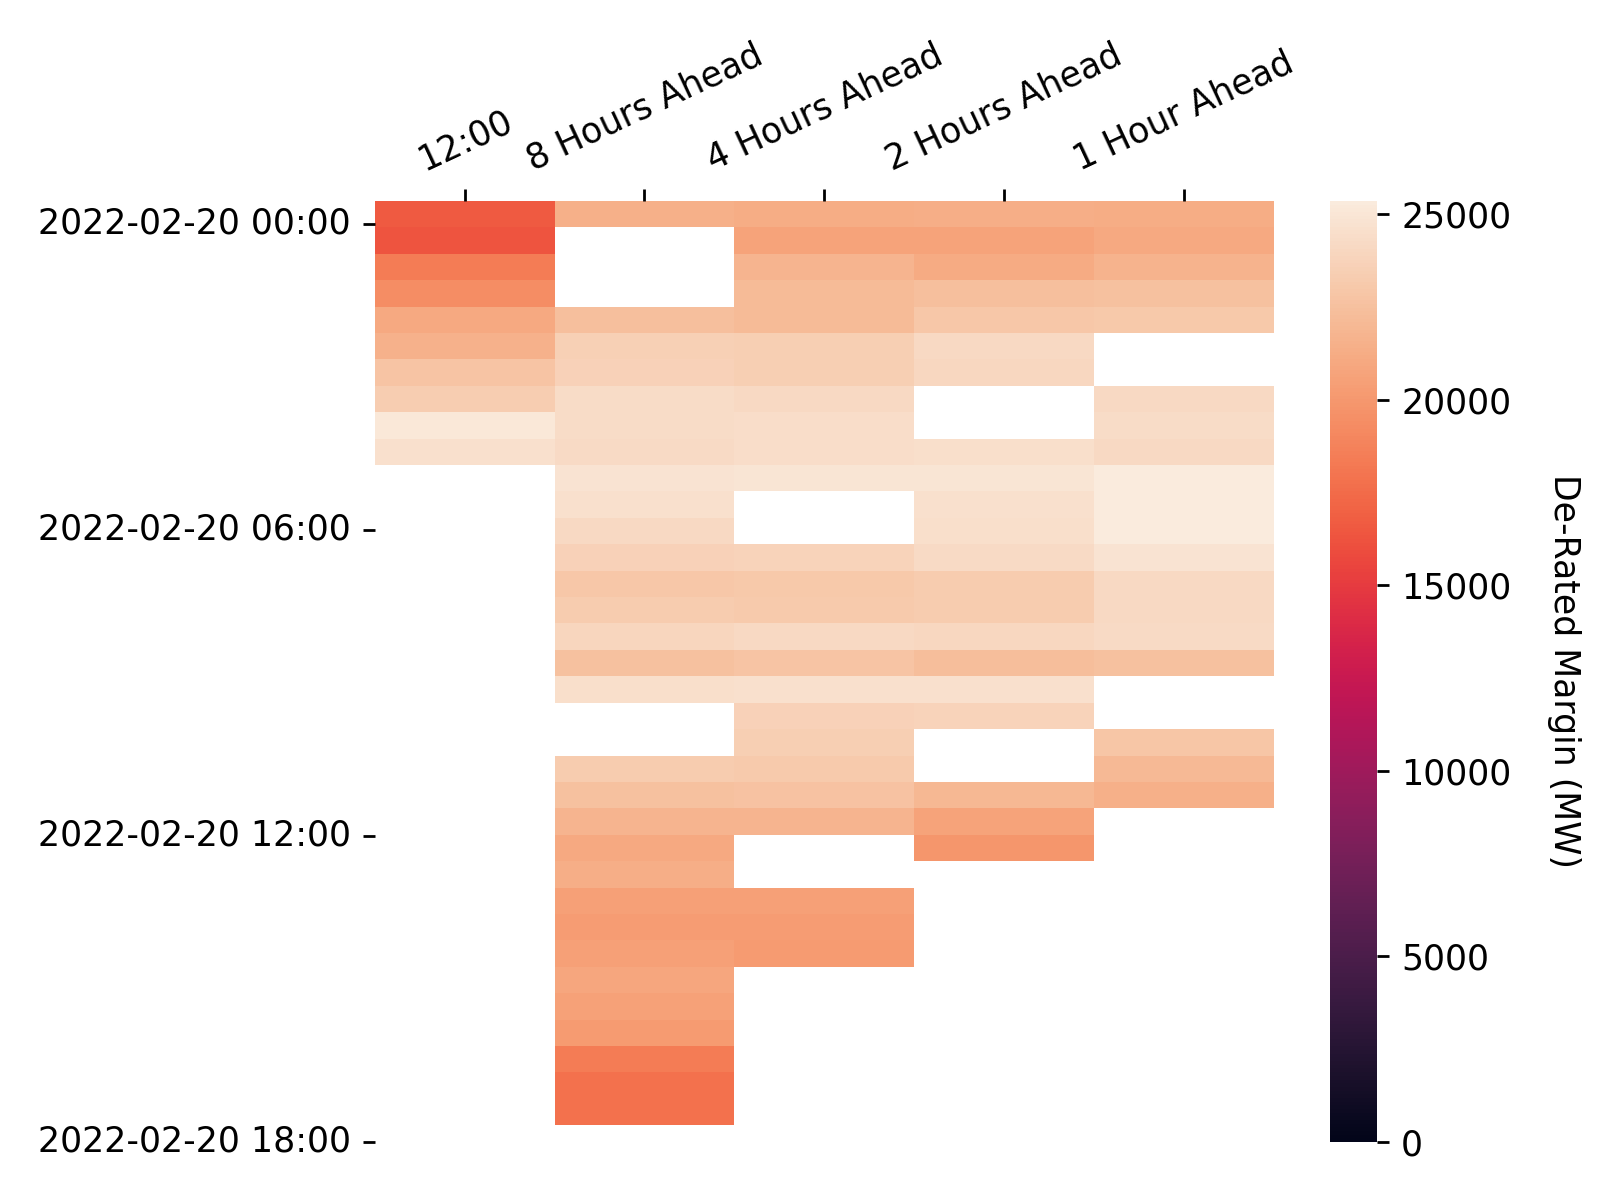 12:00
8 Hours Ahead
4 Hours Ahead
2 Hours Ahead
1 Hour Ahead
2022-02-20 00:00
2022-02-20 06:00
2022-02-20 12:00
2022-02-20 18:00
25000
20000
15000
10000
5000
0
De-Rated Margin (MW)